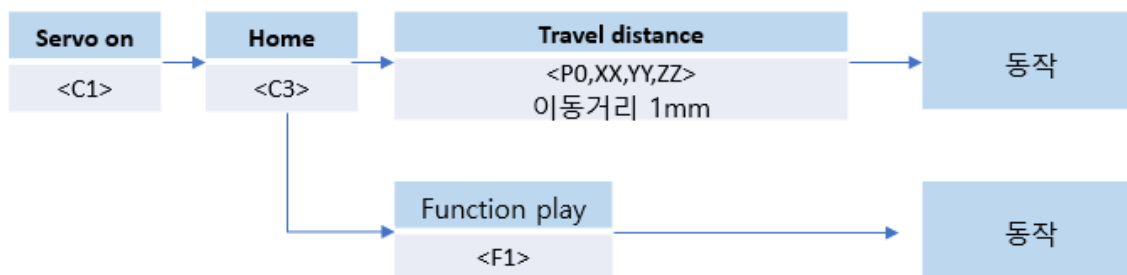 Servo on
<C1>
Home
<C3>
Travel distance
<P0,XX,YY,ZZ>
이동거리 1mm
동작
Function play
<F1>
동작